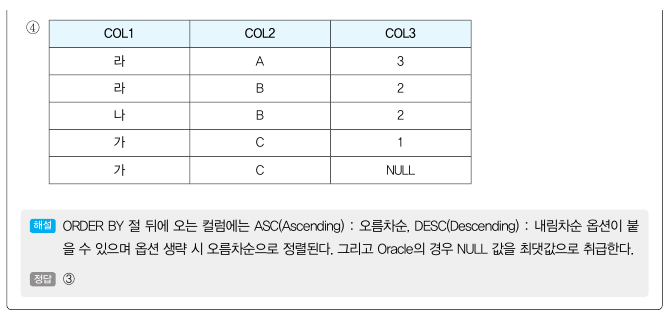 ④
COL1 COL2 COL3
라 A 3
라 B 2
나 B 2
가 C 1
가 C NULL
해설 ORDER BY 절 뒤에 오는 컬럼에는 ASC(Ascending) : 오름차순, DESC(Descending) : 내림차순 옵션이 붙
을 수 있으며 옵션 생략 시 오름차순으로 정렬된다. 그리고 Oracle의 경우 NULL 값을 최댓값으로 취급한다.
정답 ③